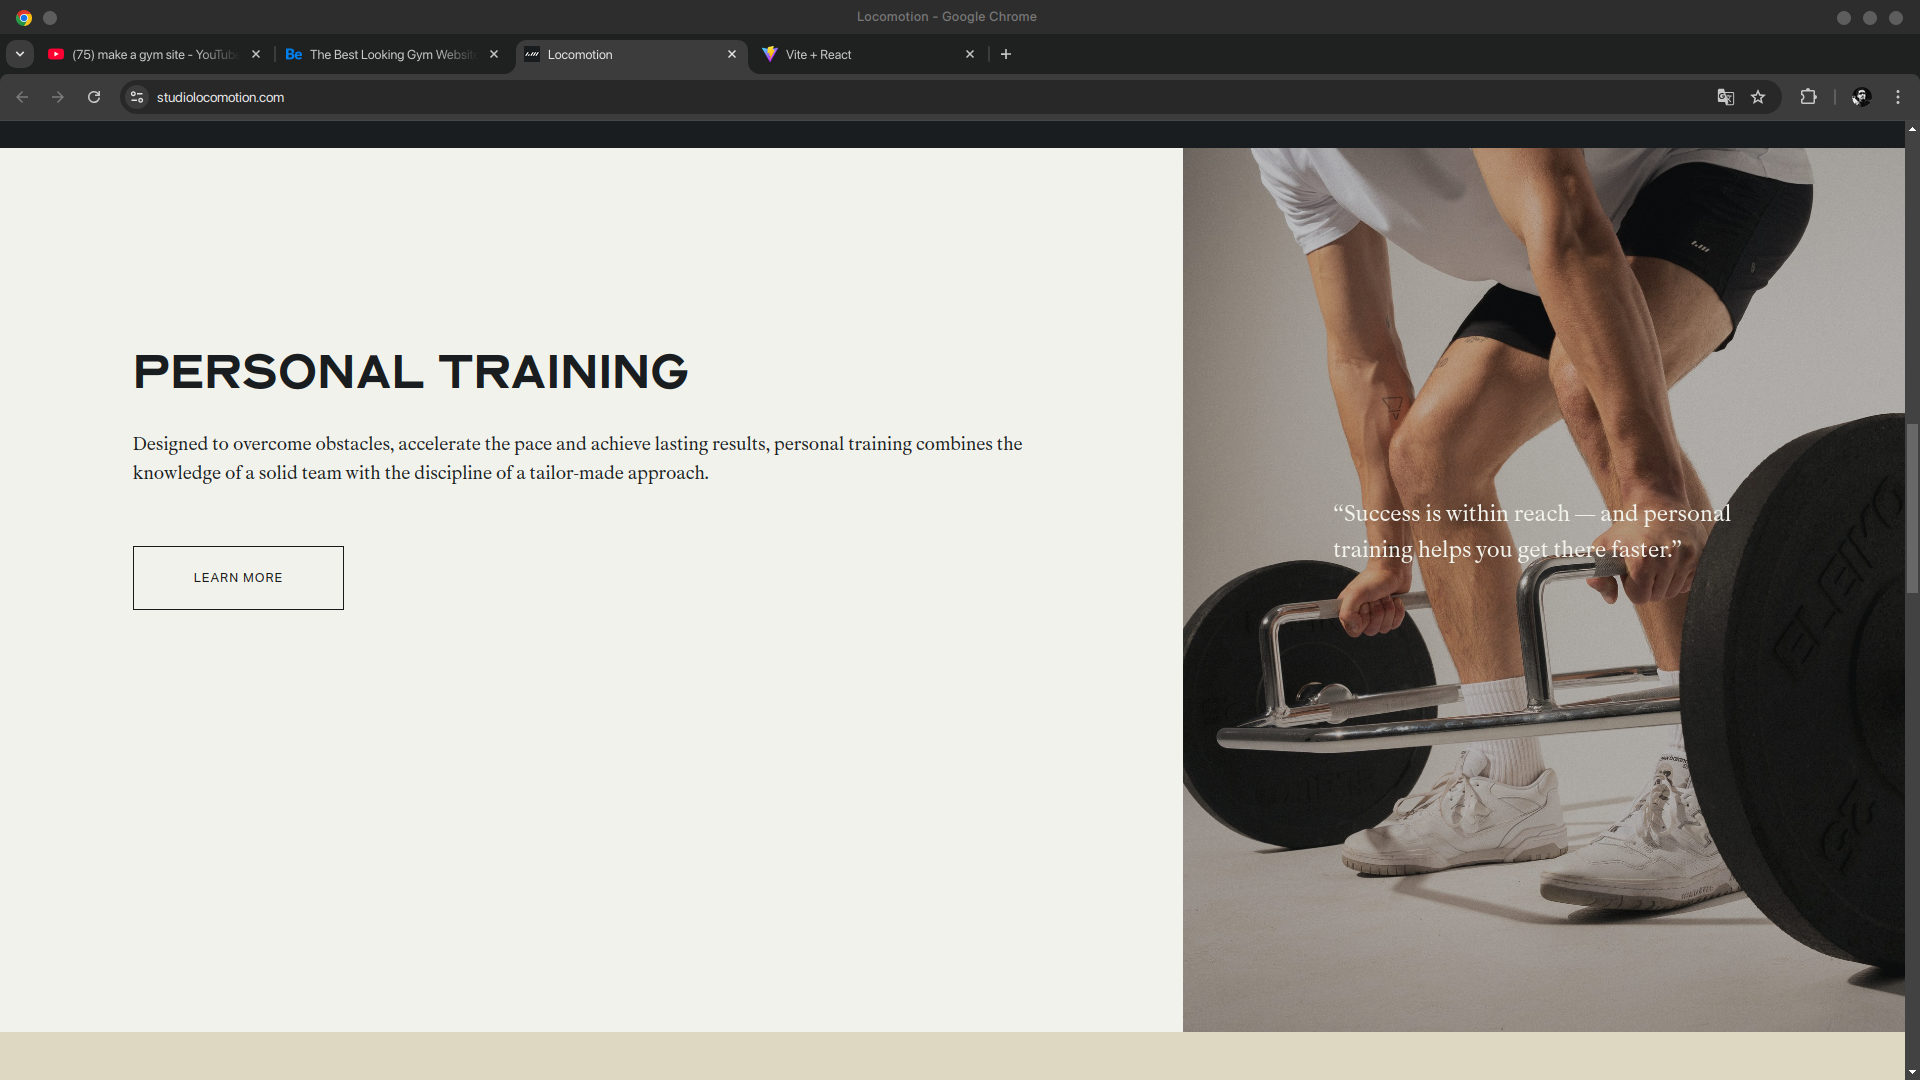 Locomotion - Google Chrome
(75) make a gym site - YouTube
Be The Best Looking Gym Websit
Locomotion
Vite + React
studiolocomotion.com
PERSONAL TRAINING
Designed to overcome obstacles, accelerate the pace and achieve lasting results, personal training combines the
knowledge of a solid team with the discipline of a tailor-made approach.
LEARN MORE
“Success is within reach — and personal
training helps you get there faster.”
ELEIKO